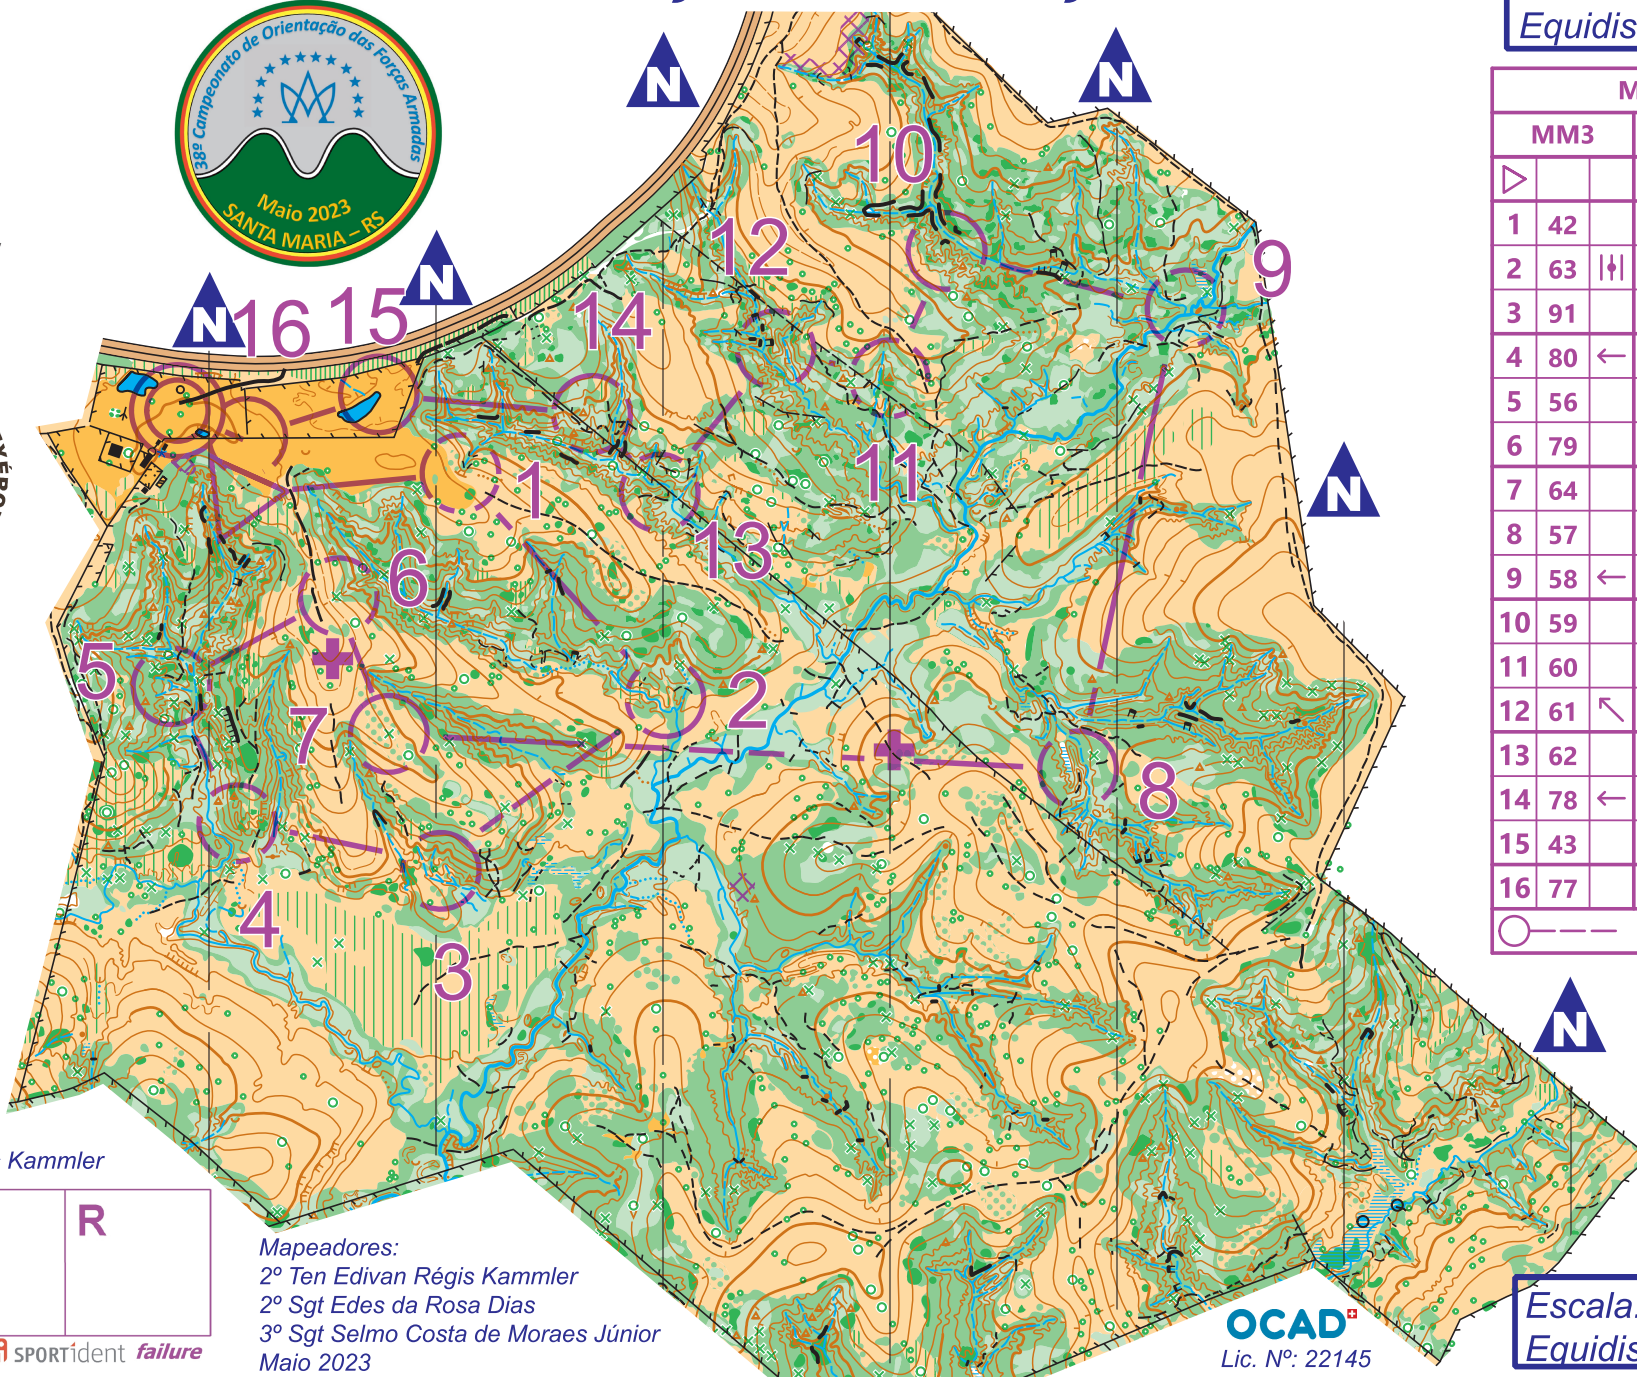 38º Campeonato de Orientação das Forças Armadas
Maio 2023
SANTA MARIA – RS
N
N
N
N
N
N
10
12
9
14
16
15
11
1
13
6
5
2
7
8
4
3
Equidis
MM3
1 42
2 63
3 91
4 80 ←
5 56
6 79
7 64
8 57
9 58 ←
10 59
11 60
12 61 ↖
13 62
14 78 ←
15 43
16 77
Kammler
R
SPORTident failure
Mapeadores:
2º Ten Edivan Régis Kammler
2º Sgt Edes da Rosa Dias
3º Sgt Selmo Costa de Moraes Júnior
Maio 2023
OCAD
Lic. Nº: 22145
Escala:
Equidis